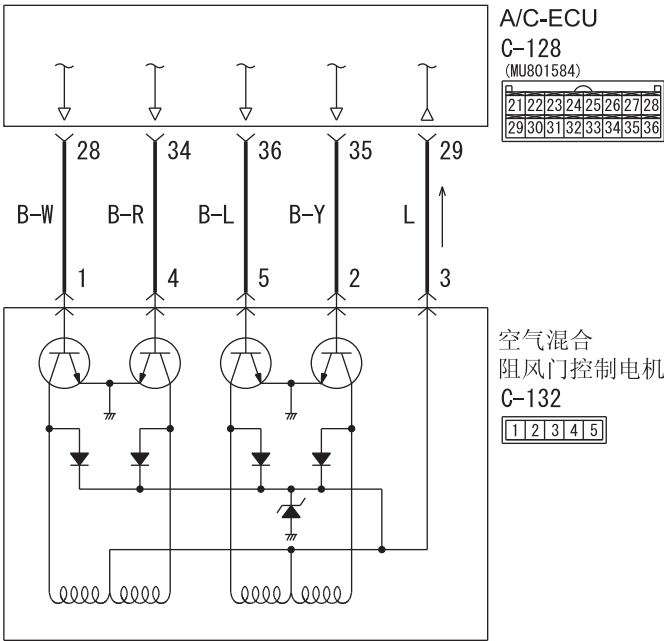 A/C-ECU
C-128
(MU801584)
21 22 23 24 25 26 27 28
29 30 31 32 33 34 35 36
28 34 36 35 29
B-W B-R B-L B-Y L
1 4 5 2 3
空气混合
阻风门控制电机
C-132
1 2 3 4 5